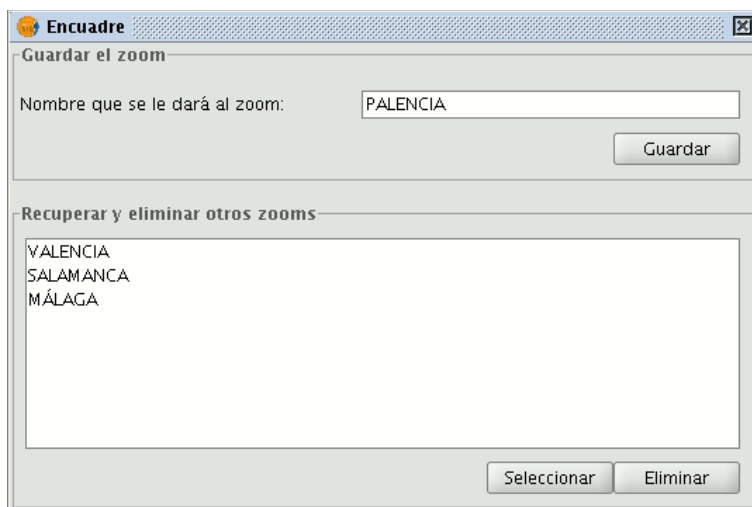 Encuadre
Guardar el zoom
Nombre que se le dará al zoom:
PALENCIA
Guardar
Recuperar y eliminar otros zooms
VALENCIA
SALAMANCA
MÁLAGA
Seleccionar
Eliminar